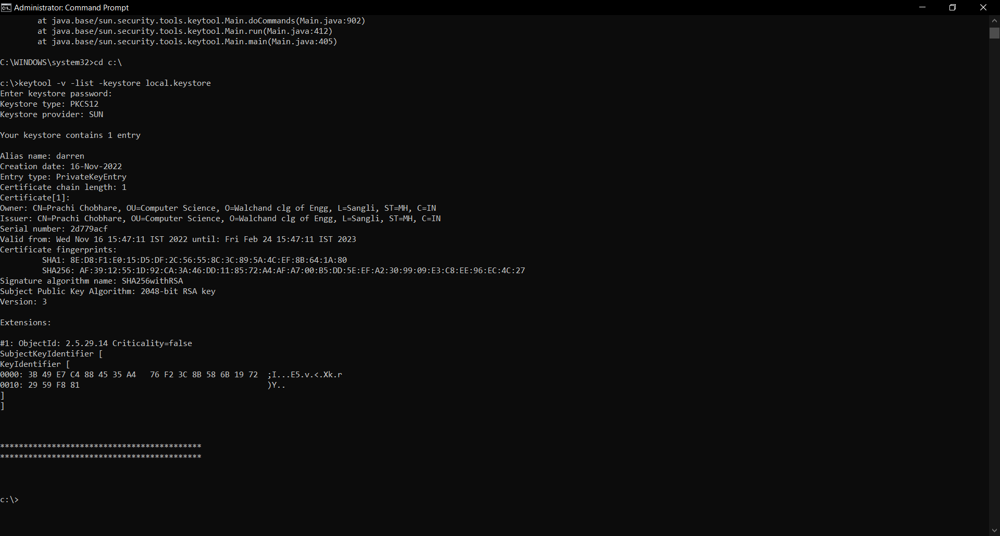 Administrator: Command Prompt
at java.base/sun.security.tools.keytool.Main.doCommands(Main.java:902)
at java.base/sun.security.tools.keytool.Main.run(Main.java:412)
at java.base/sun.security.tools.keytool.Main.main(Main.java:405)
C:\WINDOWS\system32>cd c:\
c:\>keytool -v -list -keystore local.keystore
Enter keystore password:
Keystore type: PKCS12
Keystore provider: SUN
Your keystore contains 1 entry
Alias name: darren
Creation date: 16-Nov-2022
Entry type: PrivateKeyEntry
Certificate chain length: 1
Certificate[1]:
Owner: CN=Prachi Chobhare, OU=Computer Science, O=Walchand clg of Engg, L=Sangli, ST=MH, C=IN
Issuer: CN=Prachi Chobhare, OU=Computer Science, O=Walchand clg of Engg, L=Sangli, ST=MH, C=IN
Serial number: 2d779acf
Valid from: Wed Nov 16 15:47:11 IST 2022 until: Fri Feb 24 15:47:11 IST 2023
Certificate fingerprints:
SHA1: 8E:D8:F1:E0:15:D5:DF:2C:56:55:8C:3C:89:5A:4C:EF:8B:64:1A:80
SHA256: AF:39:12:55:1D:92:CA:3A:46:DD:11:85:72:A4:AF:A7:00:B5:DD:5E:EF:A2:30:99:09:E3:C8:EE:96:EC:4C:27
Signature algorithm name: SHA256withRSA
Subject Public Key Algorithm: 2048-bit RSA key
Version: 3
Extensions:
#1: ObjectId: 2.5.29.14 Criticality=false
SubjectKeyIdentifier [
KeyIdentifier [
0000: 3B 49 E7 C4 88 45 35 A4   76 F2 3C 8B 58 6B 19 72  ;I...E5.v.<.Xk.r
0010: 29 59 F8 81                                        )Y..
]
]
*******************************************
*******************************************
c:\>